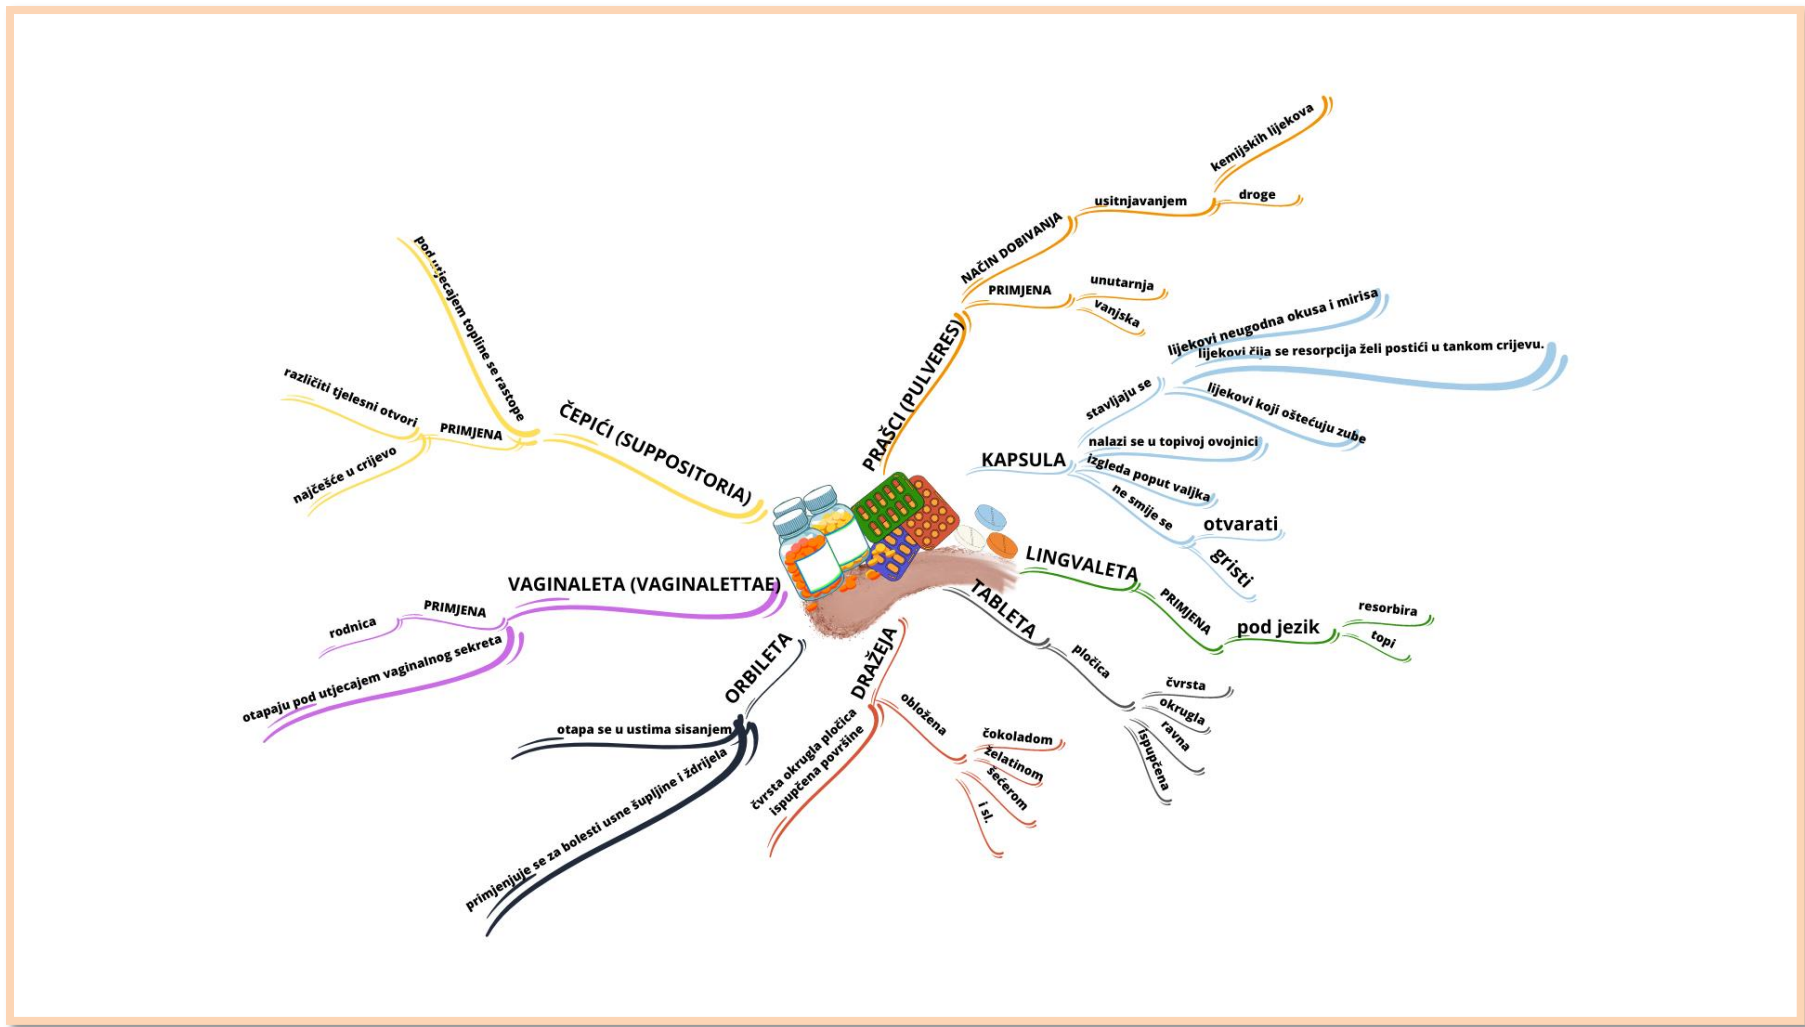 PRAŠCI (PULVERES)
NAČIN DOBIVANJA
usitnjavanjem
kemijskih lijekova
droge
PRIMJENA
unutarnja
vanjska
KAPSULA
stavljaju se
lijekovi neugodna okusa i mirisa
lijekovi čija se resorpcija želi postići u tankom crijevu.
lijekovi koji oštećuju zube
nalazi se u topivoj ovojnici
izgleda poput valjka
ne smije se
otvarati
gristi
LINGVALETA
PRIMJENA
pod jezik
resorbira
topi
TABLETA
pločica
čvrsta
okrugla
ravna
ispupčena
DRAŽEJA
obložena
čokoladom
želatinom
šećerom
i sl.
čvrsta okrugla pločica
ispupčena površine
ORBILETA
otapa se u ustima sisanjem
primjenjuje se za bolesti usne šupljine i ždrijela
VAGINALETA (VAGINALETTAE)
PRIMJENA
rodnica
otapaju pod utjecajem vaginalnog sekreta
ČEPIĆI (SUPPOSITORIA)
pod utjecajem topline se rastope
PRIMJENA
različiti tjelesni otvori
najčešće u crijevo